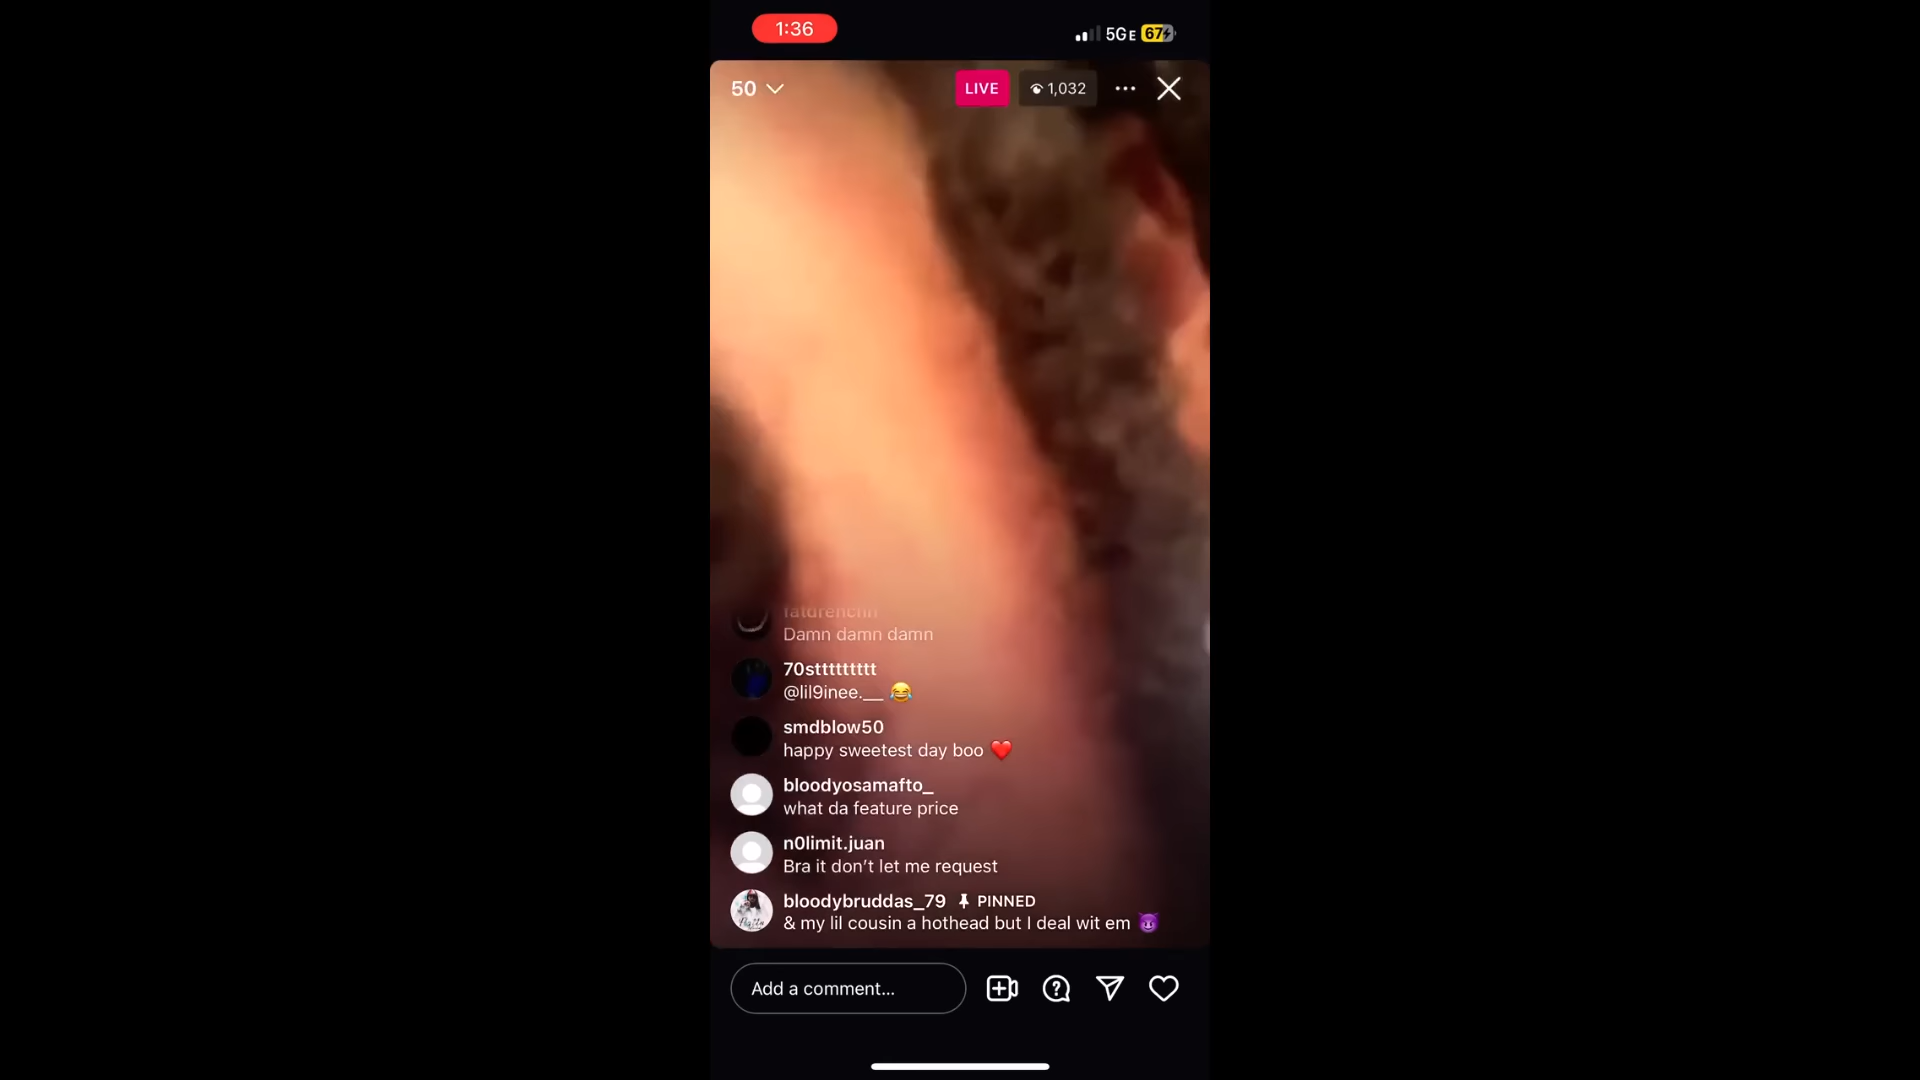 1:36
5GE 67
50
LIVE
1,032
fatdrenchh
Damn damn damn
70sttttttttt
@lil9inee.__ 😂
smdblow50
happy sweetest day boo ❤️
bloodyosamafto_
what da feature price
n0limit.juan
Bra it don’t let me request
bloodybruddas_79 PINNED
& my lil cousin a hothead but I deal wit em 😈
Add a comment...